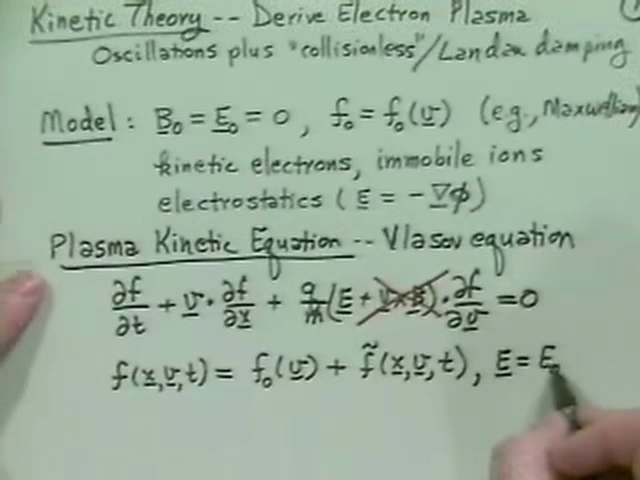 Kinetic Theory -- Derive Electron Plasma
Oscillations plus "collisionless"/Landau damping
Model: B₀ = E₀ = 0, f₀ = f₀(v) (e.g., Maxwellian)
kinetic electrons, immobile ions
electrostatics (E = -∇ϕ)
Plasma Kinetic Equation -- Vlasov equation
∂f/∂t + v·∂f/∂x + q/m (E + v×B)·∂f/∂v = 0
f(x,v,t) = f₀(v) + f̃(x,v,t), E = E₀